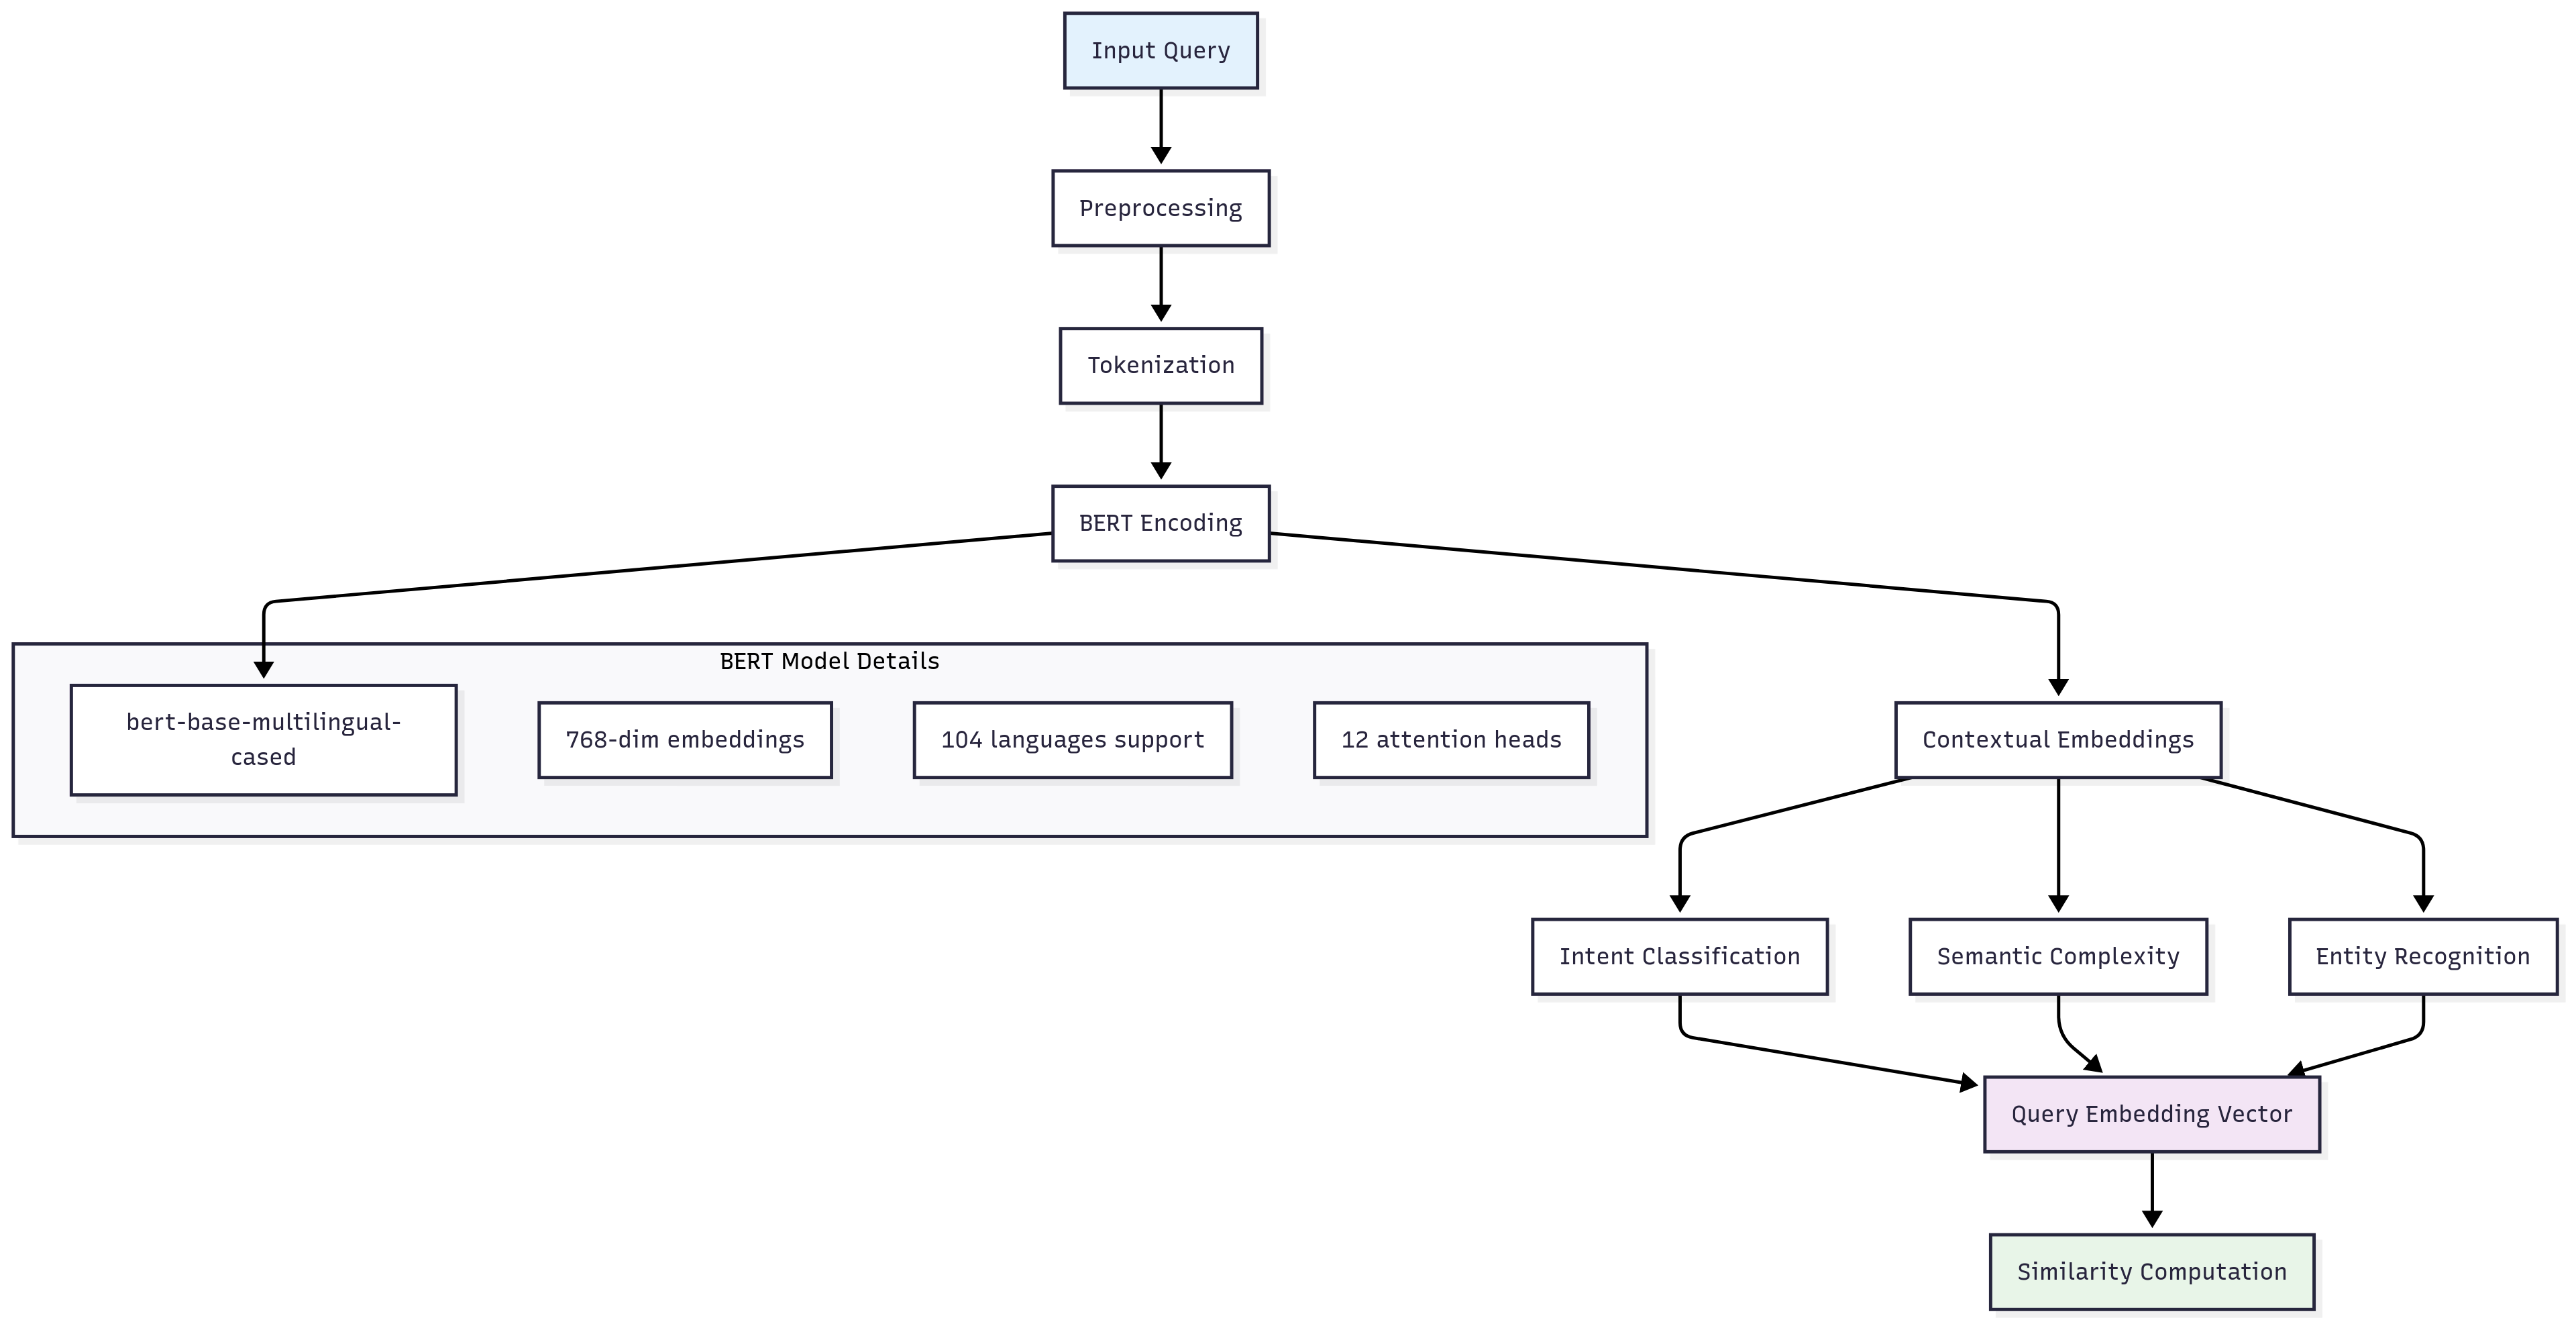 Input Query
Preprocessing
Tokenization
BERT Encoding
BERT Model Details
bert-base-multilingual-
cased
768-dim embeddings
104 languages support
12 attention heads
Contextual Embeddings
Intent Classification
Semantic Complexity
Entity Recognition
Query Embedding Vector
Similarity Computation